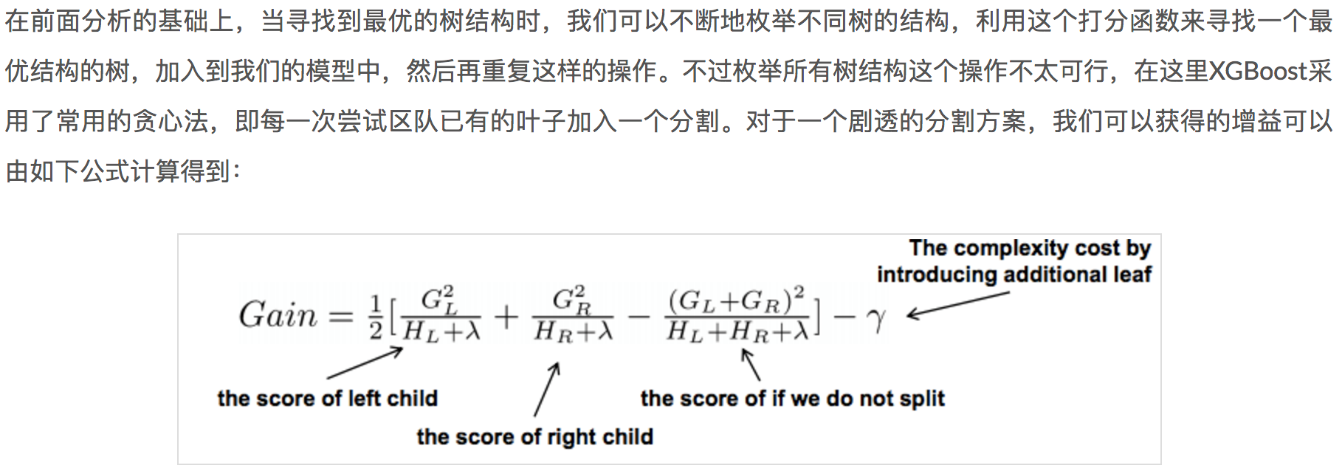 在前面分析的基础上，当寻找到最优的树结构时，我们可以不断地枚举不同树的结构，利用这个打分函数来寻找一个最
优结构的树，加入到我们的模型中，然后再重复这样的操作。不过枚举所有树结构这个操作不太可行，在这里XGBoost采
用了常用的贪心法，即每一次尝试区队已有的叶子加入一个分割。对于一个剧透的分割方案，我们可以获得的增益可以
由如下公式计算得到：
The complexity cost by
introducing additional leaf
Gain = \frac{1}{2}[\frac{G_L^2}{H_L+λ} + \frac{G_R^2}{H_R+λ} − \frac{(G_L+G_R)^2}{H_L+H_R+λ}] − γ
the score of left child
the score of if we do not split
the score of right child